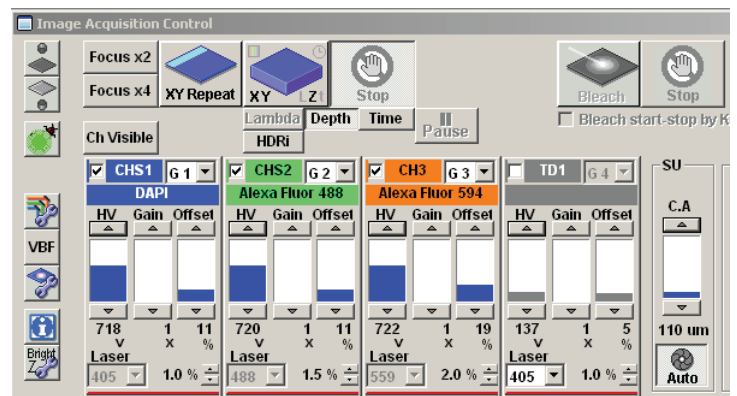 Image Acquisition Control
Focus x2
Focus x4
XY Repeat
XY LZt
Stop
Bleach
Stop
Lambda Depth Time
Pause
Bleach start-stop by K
Ch Visible
HDRi
CHS1 G 1
CHS2 G 2
CH3 G 3
TD1 G 4
SU
DAPI
Alexa Fluor 488
Alexa Fluor 594
HV Gain Offset
HV Gain Offset
HV Gain Offset
HV Gain Offset
C.A
VBF
718 1 11
720 1 11
722 1 19
137 1 5
110 um
V X %
V X %
V X %
V X %
Bright Z
Laser
Laser
Laser
Laser
405 1.0 %
488 1.5 %
559 2.0 %
405 1.0 %
Auto